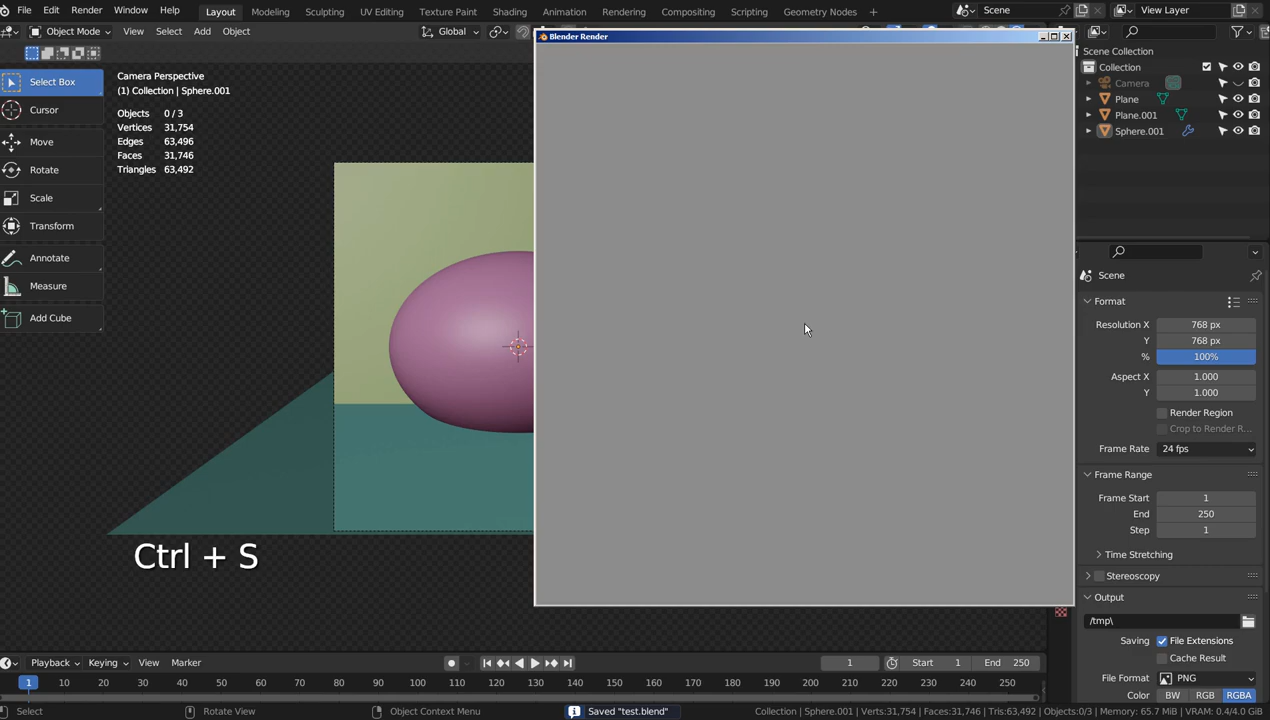 File Edit Render Window Help Layout Modeling Sculpting UV Editing Texture Paint Shading Animation Rendering Compositing Scripting Geometry Nodes + Scene View Layer
Object Mode View Select Add Object Global
Blender Render
Scene Collection
Collection
Camera
Plane
Plane.001
Sphere.001
Select Box
Cursor
Move
Rotate
Scale
Transform
Annotate
Measure
Add Cube
Camera Perspective
(1) Collection | Sphere.001
Objects 0 / 3
Vertices 31,754
Edges 63,496
Faces 31,746
Triangles 63,492
Scene
Format
Resolution X 768 px
Y 768 px
% 100%
Aspect X 1.000
Y 1.000
Render Region
Crop to Render R...
Frame Rate 24 fps
Frame Range
Frame Start 1
End 250
Step 1
Time Stretching
Stereoscopy
Output
/tmp\
Saving File Extensions
Cache Result
File Format PNG
Color BW RGB RGBA
Ctrl + S
Playback Keying View Marker 1 Start 1 End 250
1 10 20 30 40 50 60 70 80 90 100 110 120 130 140 150 160 170 180 190 200 210 220 230 240 250
Select Rotate View Object Context Menu Saved "test.blend" Collection | Sphere.001 | Verts:31,754 | Faces:31,746 | Tris:63,492 | Objects:0/3 | Memory: 65.7 MiB | VRAM: 0.4/4.0 GiB